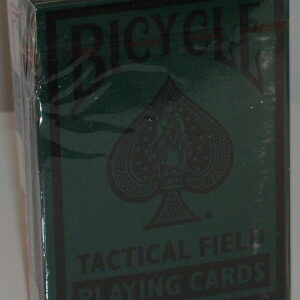 BICYCLE
®
TACTICAL FIELD
PLAYING CARDS